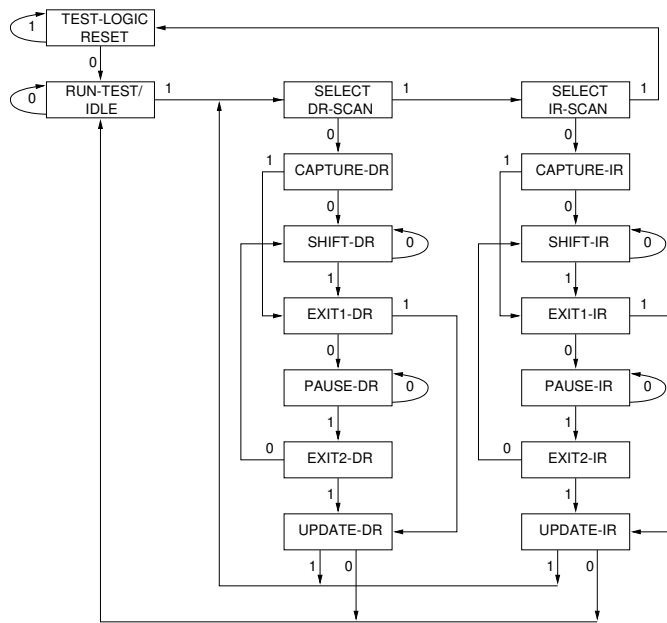 TEST-LOGIC
RESET
1
0
RUN-TEST/
IDLE
0
1
SELECT
DR-SCAN
1
SELECT
IR-SCAN
1
0
0
1
CAPTURE-DR
1
CAPTURE-IR
0
0
SHIFT-DR
0
SHIFT-IR
0
1
1
EXIT1-DR
1
EXIT1-IR
1
0
0
PAUSE-DR
0
PAUSE-IR
0
1
1
0
EXIT2-DR
0
EXIT2-IR
1
1
UPDATE-DR
UPDATE-IR
1
0
1
0